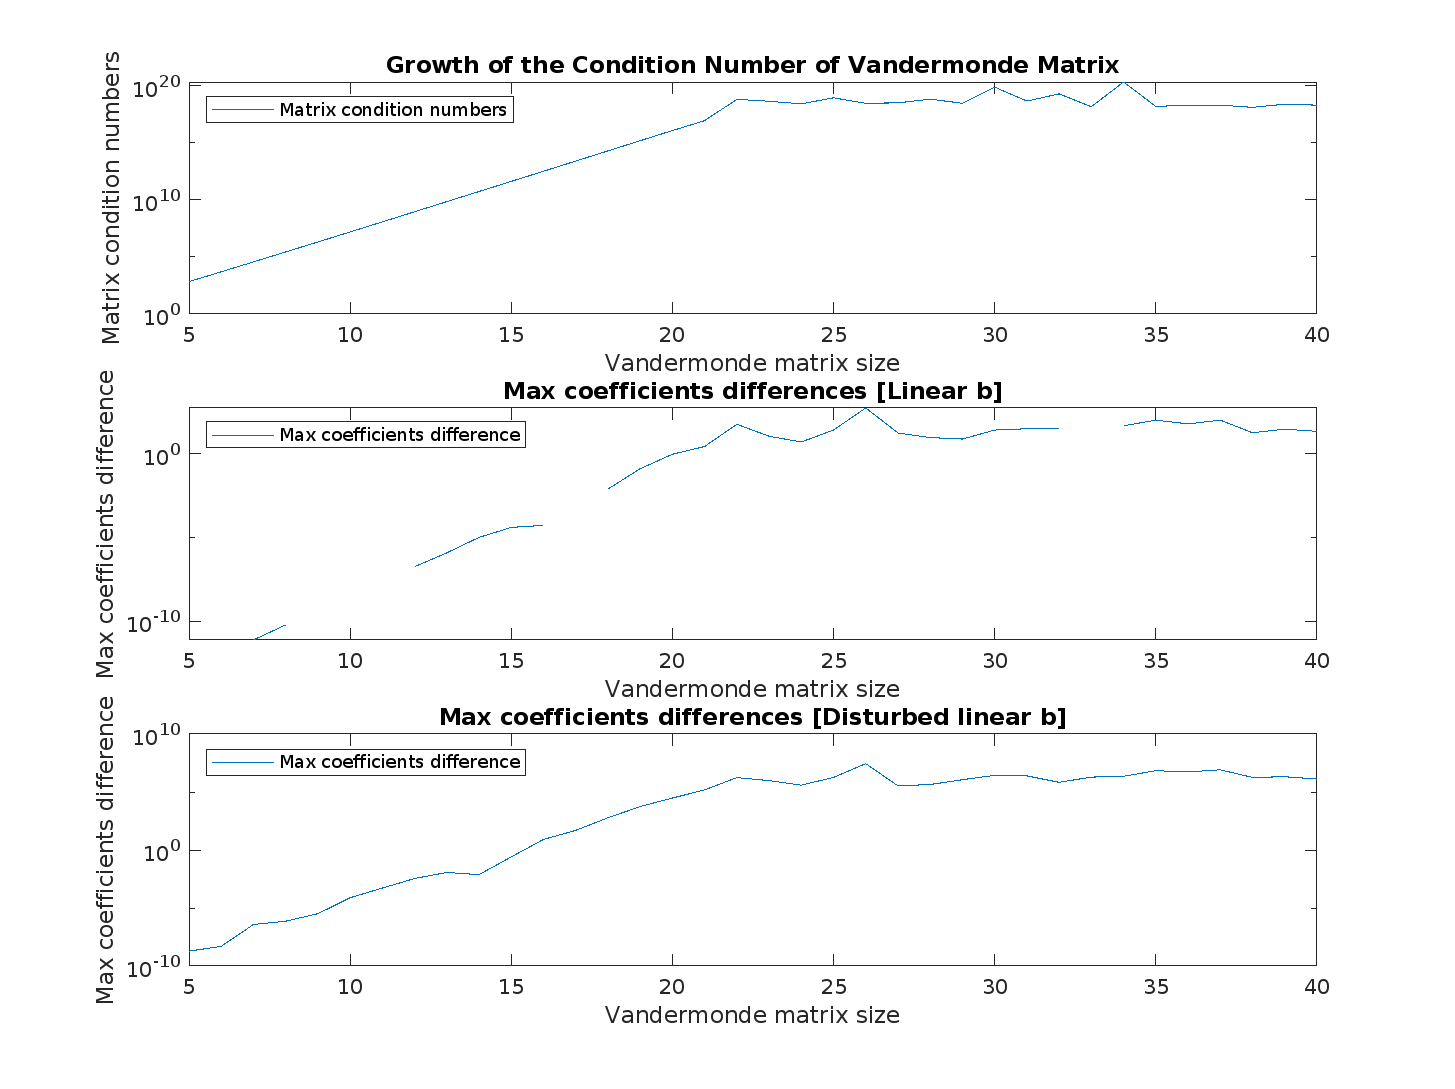 Growth of the Condition Number of Vandermonde Matrix
Matrix condition numbers
10^20
10^10
10^0
Matrix condition numbers
5 10 15 20 25 30 35 40
Vandermonde matrix size
Max coefficients differences [Linear b]
Max coefficients difference
10^0
10^-10
Max coefficients difference
5 10 15 20 25 30 35 40
Vandermonde matrix size
Max coefficients differences [Disturbed linear b]
Max coefficients difference
10^10
10^0
10^-10
Max coefficients difference
5 10 15 20 25 30 35 40
Vandermonde matrix size